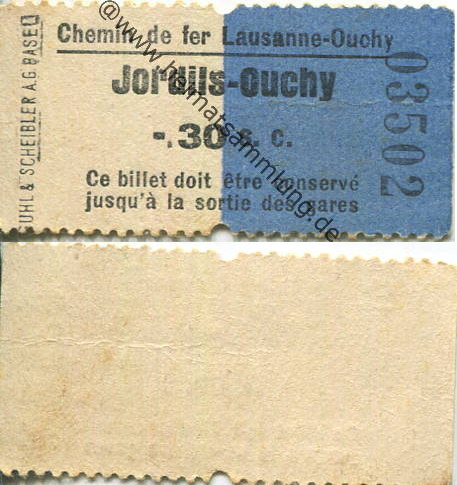 Chemin de fer Lausanne-Ouchy
Jordils-Ouchy
-.30 s. c.
Ce billet doit être conservé
jusqu'à la sortie des gares
03502
RUHL & SCHEIBLER A.G. BASEL
@www.heimatsammlung.de